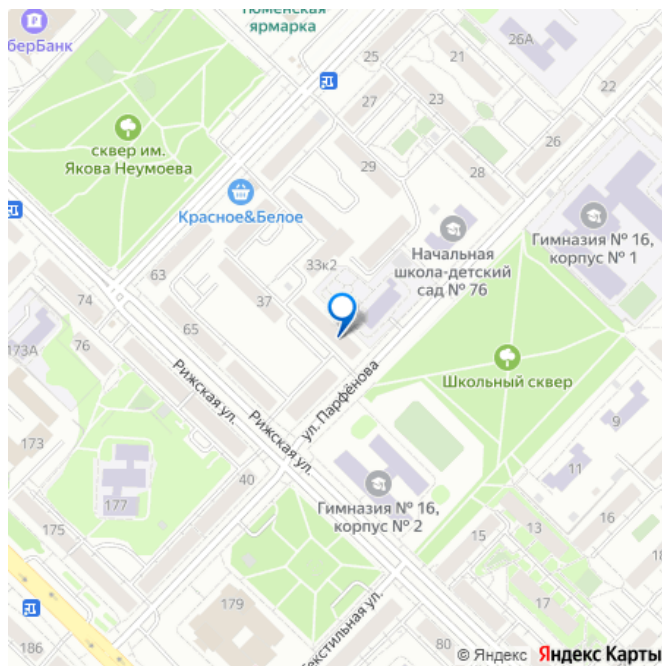 Тюменская
ярмарка
берБанк
26А
25
21
27
23
26
сквер им.
Якова Неумоева
29
28
Красное&Белое
Начальная
школа-детский
сад № 76
Гимназия № 16,
корпус № 1
33к2
63
37
74
65
76
173А
Рижская ул.
Рижская ул.
ул. Парфёнова
Школьный сквер
9
173
11
40
Гимназия № 16,
корпус № 2
177
16
15
13
175
17
179
Текстильная ул.
80
186
© Яндекс Яндекс Карты